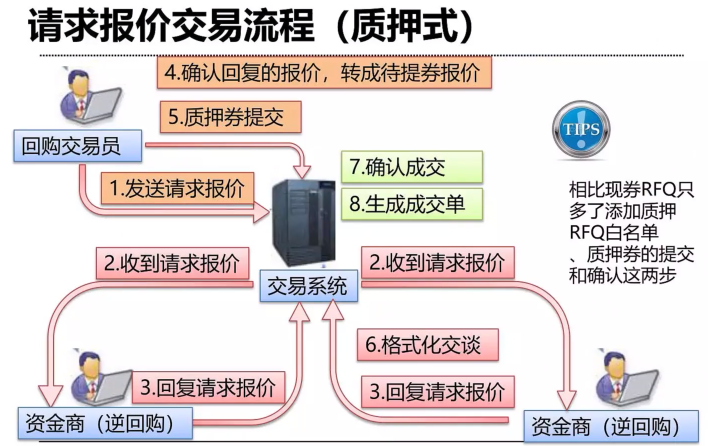 请求报价交易流程（质押式）
4.确认回复的报价，转成待提券报价
5.质押券提交
回购交易员
1.发送请求报价
7.确认成交
8.生成成交单
TIPS
相比现券RFQ只
多了添加质押
RFQ白名单
、质押券的提交
和确认这两步
2.收到请求报价
2.收到请求报价
交易系统
6.格式化交谈
3.回复请求报价
3.回复请求报价
资金商（逆回购）
资金商（逆回购）